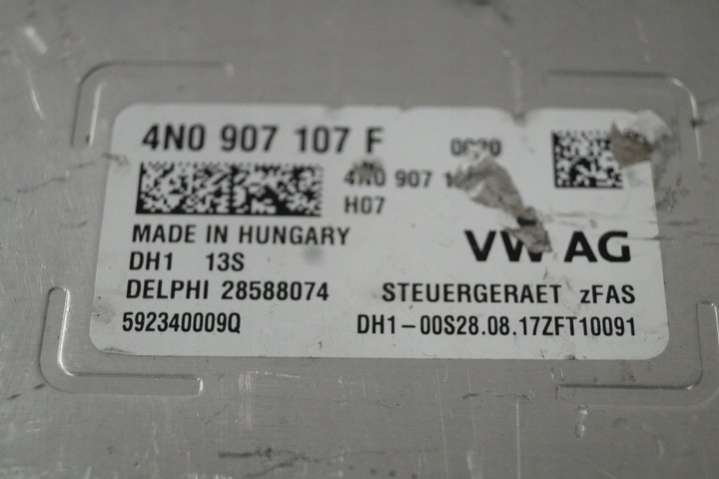 4N0 907 107 F
4N0 907
H07
MADE IN HUNGARY
VW AG
DH1 13S
DELPHI 28588074 STEUERGERAET zFAS
592340009Q DH1-00S28.08.17ZFT10091